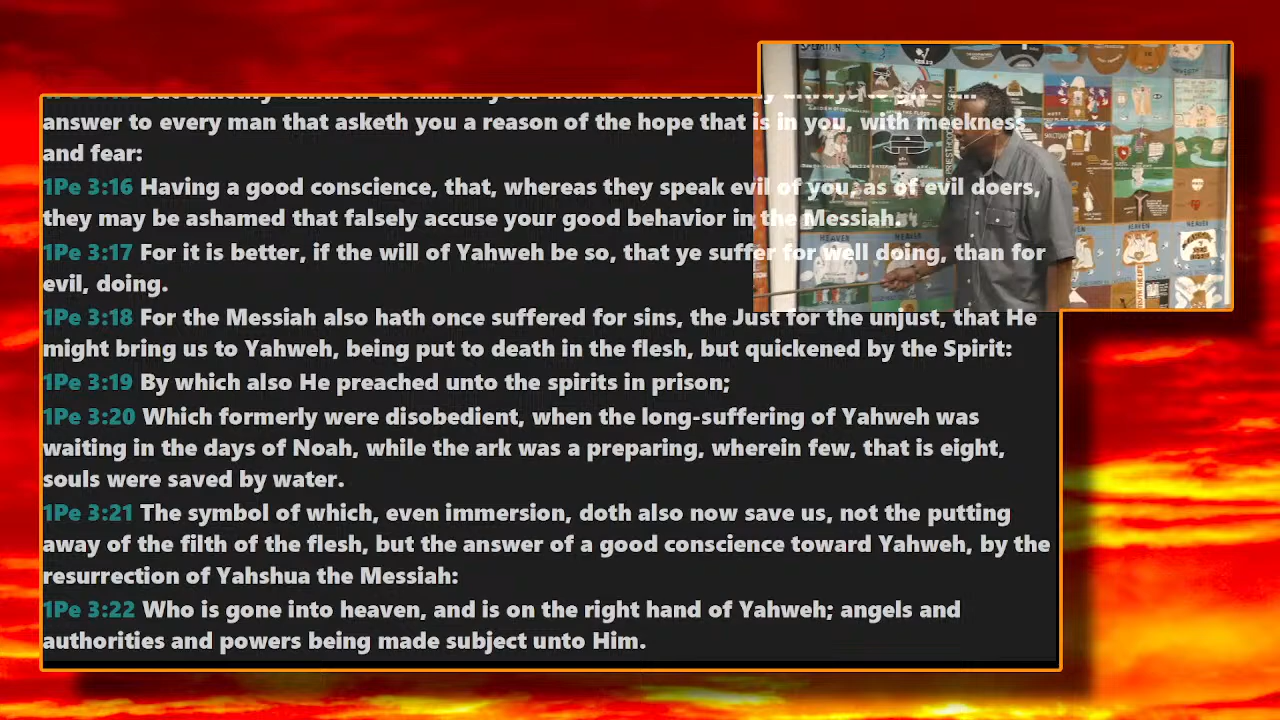 answer to every man that asketh you a reason of the hope that is in you, with meekness
and fear:
1Pe 3:16 Having a good conscience, that, whereas they speak evil of you, as of evil doers,
they may be ashamed that falsely accuse your good behavior in the Messiah.
1Pe 3:17 For it is better, if the will of Yahweh be so, that ye suffer for well doing, than for
evil, doing.
1Pe 3:18 For the Messiah also hath once suffered for sins, the Just for the unjust, that He
might bring us to Yahweh, being put to death in the flesh, but quickened by the Spirit:
1Pe 3:19 By which also He preached unto the spirits in prison;
1Pe 3:20 Which formerly were disobedient, when the long-suffering of Yahweh was
waiting in the days of Noah, while the ark was a preparing, wherein few, that is eight,
souls were saved by water.
1Pe 3:21 The symbol of which, even immersion, doth also now save us, not the putting
away of the filth of the flesh, but the answer of a good conscience toward Yahweh, by the
resurrection of Yahshua the Messiah:
1Pe 3:22 Who is gone into heaven, and is on the right hand of Yahweh; angels and
authorities and powers being made subject unto Him.
PRIESTHOOD
HEAVER
HEAVEN
HEAVEN